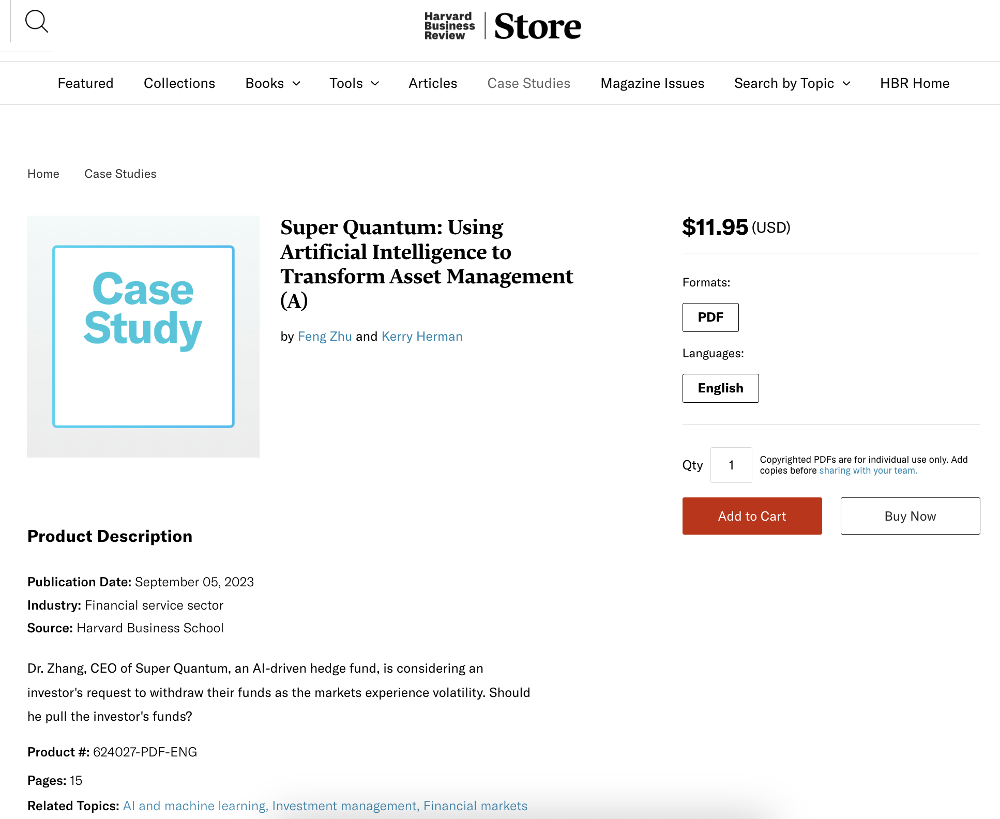 Harvard
Business
Review
Store
Featured
Collections
Books
Tools
Articles
Case Studies
Magazine Issues
Search by Topic
HBR Home
Home
Case Studies
Case
Study
Super Quantum: Using
Artificial Intelligence to
Transform Asset Management
(A)
by Feng Zhu and Kerry Herman
$11.95 (USD)
Formats:
PDF
Languages:
English
Qty
1
Copyrighted PDFs are for individual use only. Add
copies before sharing with your team.
Add to Cart
Buy Now
Product Description
Publication Date: September 05, 2023
Industry: Financial service sector
Source: Harvard Business School
Dr. Zhang, CEO of Super Quantum, an AI-driven hedge fund, is considering an
investor's request to withdraw their funds as the markets experience volatility. Should
he pull the investor's funds?
Product #: 624027-PDF-ENG
Pages: 15
Related Topics: AI and machine learning, Investment management, Financial markets